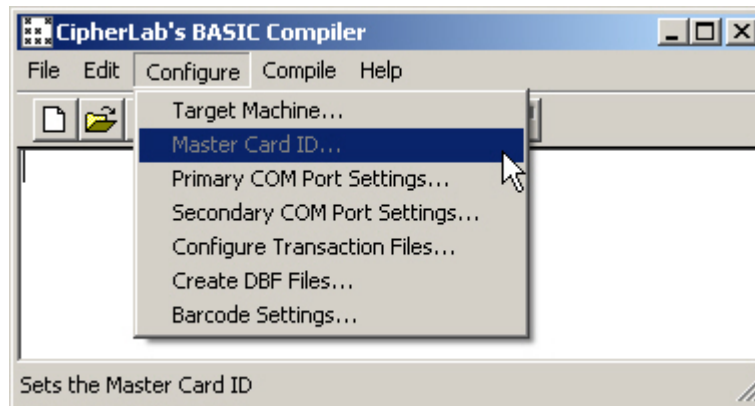 CipherLab's BASIC Compiler
File Edit Configure Compile Help
Target Machine...
Master Card ID...
Primary COM Port Settings...
Secondary COM Port Settings...
Configure Transaction Files...
Create DBF Files...
Barcode Settings...
Sets the Master Card ID